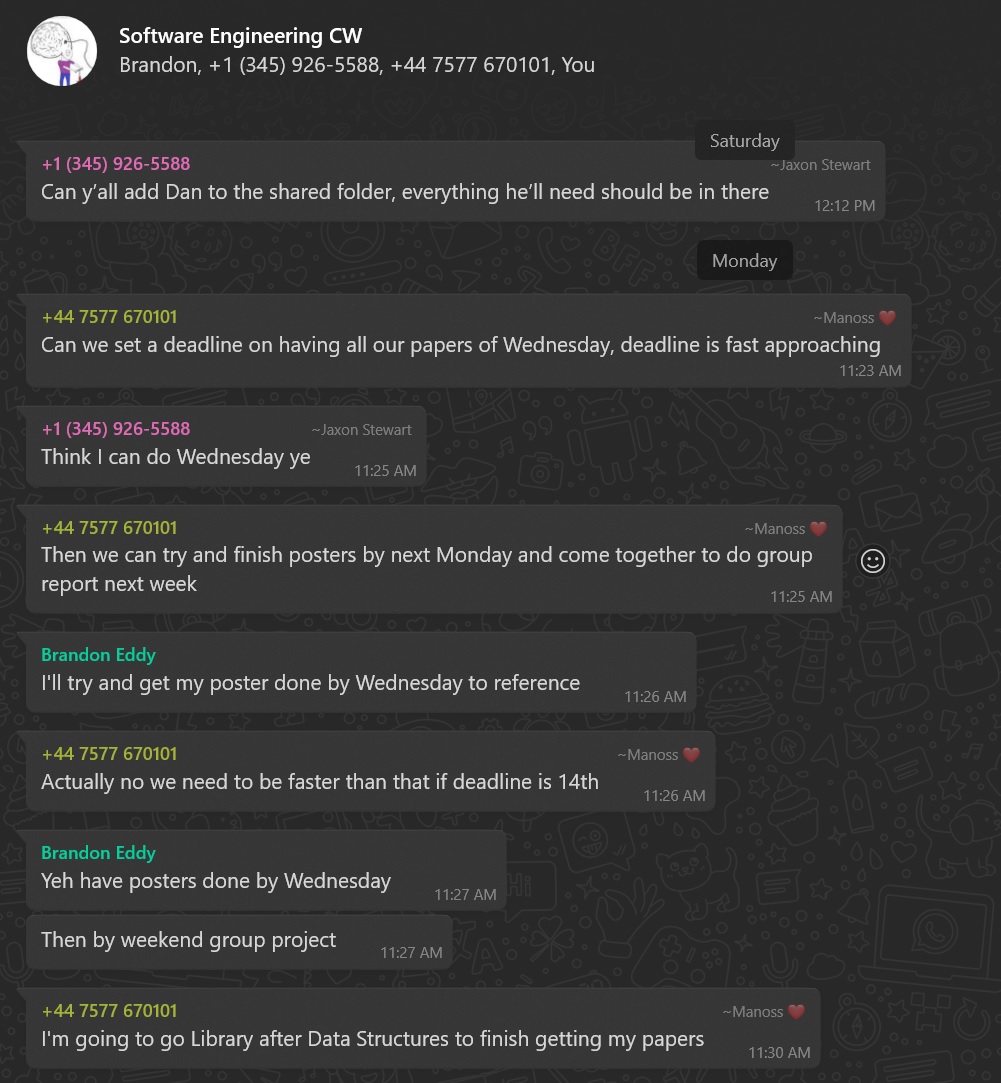 Software Engineering CW
Brandon, +1 (345) 926-5588, +44 7577 670101, You
Saturday
+1 (345) 926-5588
~Jaxon Stewart
Can y’all add Dan to the shared folder, everything he’ll need should be in there
12:12 PM
Monday
+44 7577 670101
~Manoss ❤️
Can we set a deadline on having all our papers of Wednesday, deadline is fast approaching
11:23 AM
+1 (345) 926-5588
~Jaxon Stewart
Think I can do Wednesday ye
11:25 AM
+44 7577 670101
~Manoss ❤️
Then we can try and finish posters by next Monday and come together to do group
report next week
11:25 AM
Brandon Eddy
I'll try and get my poster done by Wednesday to reference
11:26 AM
+44 7577 670101
~Manoss ❤️
Actually no we need to be faster than that if deadline is 14th
11:26 AM
Brandon Eddy
Yeh have posters done by Wednesday
11:27 AM
Then by weekend group project
11:27 AM
+44 7577 670101
~Manoss ❤️
I'm going to go Library after Data Structures to finish getting my papers
11:30 AM